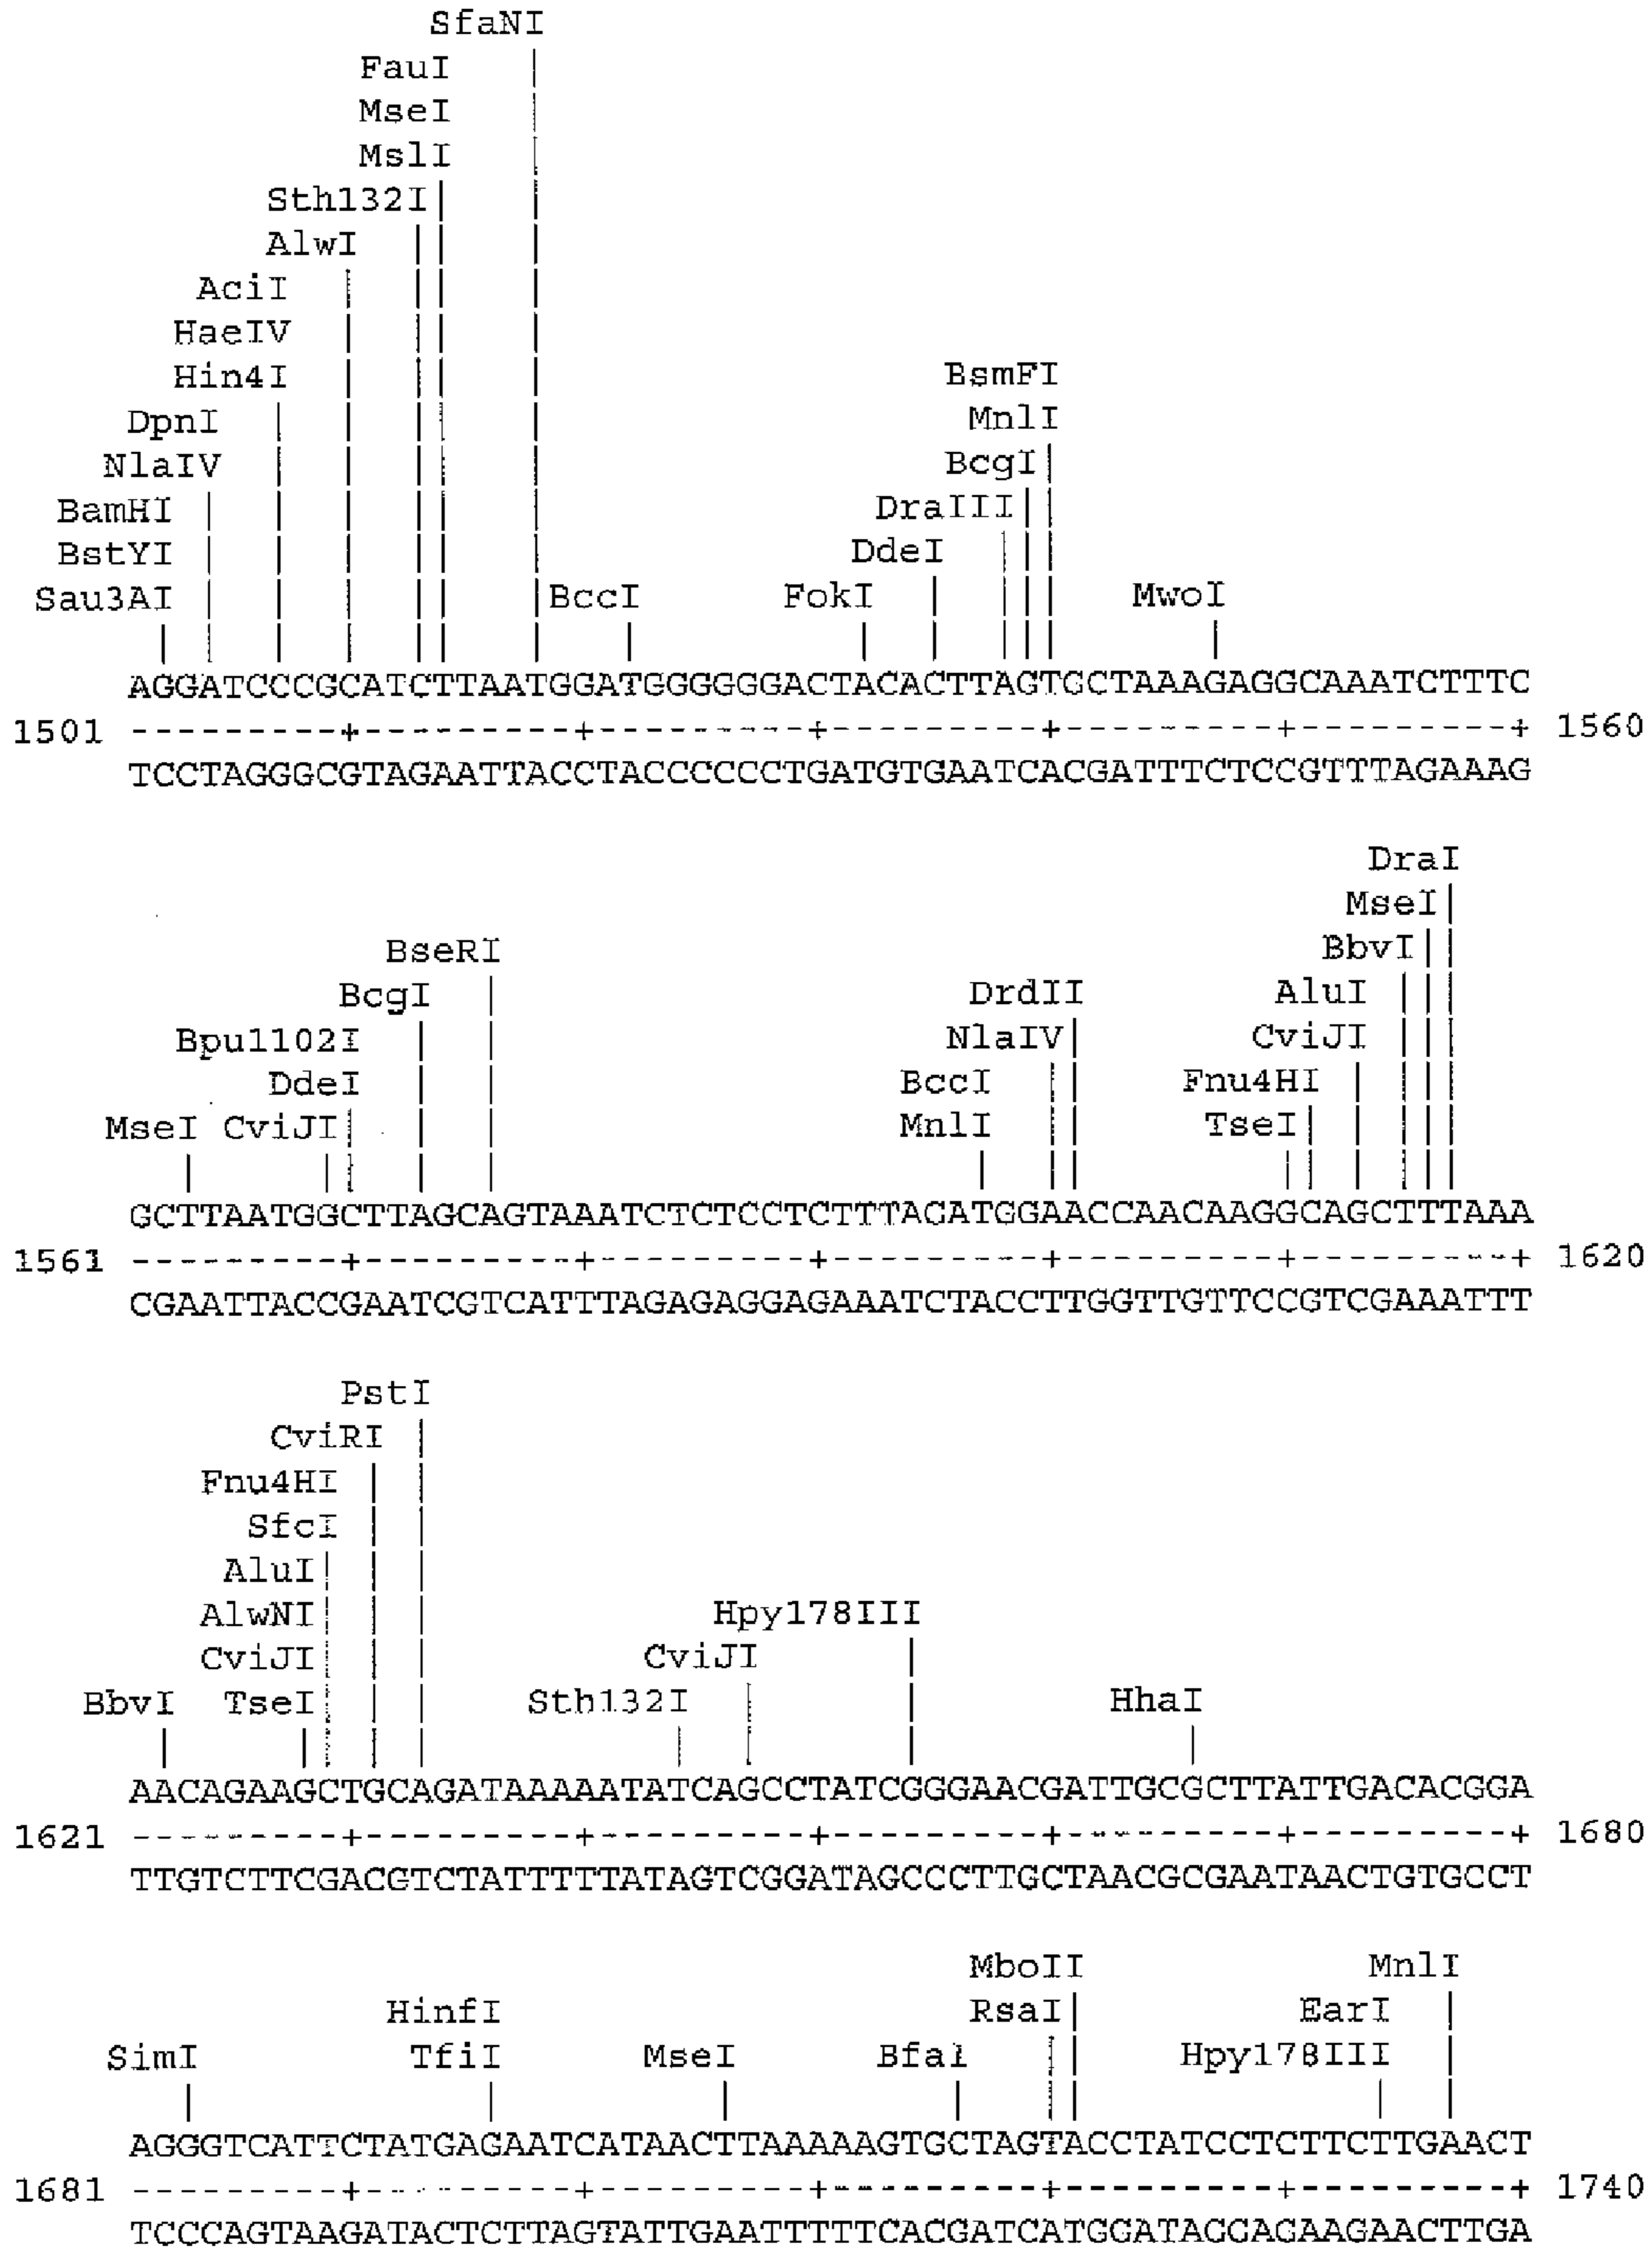 SfaNI
FauI
MseI
MslI
Sth132I
AlwI
AciI
HaeIV
Hin4I BsmFI
DpnI MnlI
NlaIV BcgI
BamHI DraIII
BstYI DdeI
Sau3AI BccI FokI MwoI
AGGATCCCGCATCTTAATGGATGGGGGGACTACACTTAGTGCTAAAGAGGCAAATCTTTC
1501 ---------+---------+---------+---------+---------+---------+ 1560
TCCTAGGGCGTAGAATTACCTACCCCCCTGATGTGAATCACGATTTCTCCGTTTAGAAAG
DraI
MseI
BseRI BbvI
BcgI DrdII AluI
Bpu1102I NlaIV CviJI
DdeI BccI Fnu4HI
MseI CviJI MnlI TseI
GCTTAATGGCTTAGCAGTAAATCTCTCCTCTTTAGATGGAACCAACAAGGCAGCTTTAAA
1561 ---------+---------+---------+---------+---------+---------+ 1620
CGAATTACCGAATCGTCATTTAGAGAGGAGAAATCTACCTTGGTTGTTCCGTCGAAATTT
PstI
CviRI
Fnu4HI
SfcI
AluI
AlwNI Hpy178III
CviJI CviJI
BbvI TseI Sth132I HhaI
AACAGAAGCTGCAGATAAAAATATCAGCCTATCGGGAACGATTGCGCTTATTGACACGGA
1621 ---------+---------+---------+---------+---------+---------+ 1680
TTGTCTTCGACGTCTATTTTTATAGTCGGATAGCCCTTGCTAACGCGAATAACTGTGCCT
MboII MnlI
HinfI RsaI EarI
SimI TfiI MseI BfaI Hpy178III
AGGGTCATTCTATGAGAATCATAACTTAAAAAGTGCTAGTACCTATCCTCTTCTTGAACT
1681 ---------+---------+---------+---------+---------+---------+ 1740
TCCCAGTAAGATACTCTTAGTATTGAATTTTTCACGATCATGGATAGGAGAAGAACTTGA